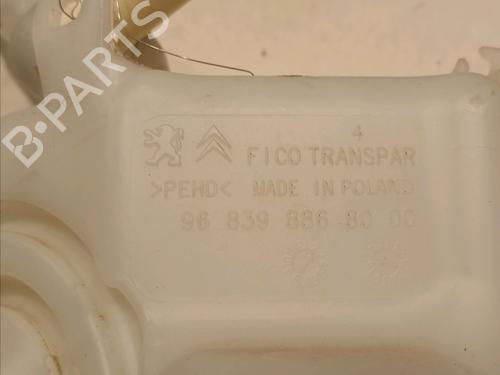 B-PARTS
4
FICO TRANSPAR
>PEHD< MADE IN POLAND
96 839 886 80 00